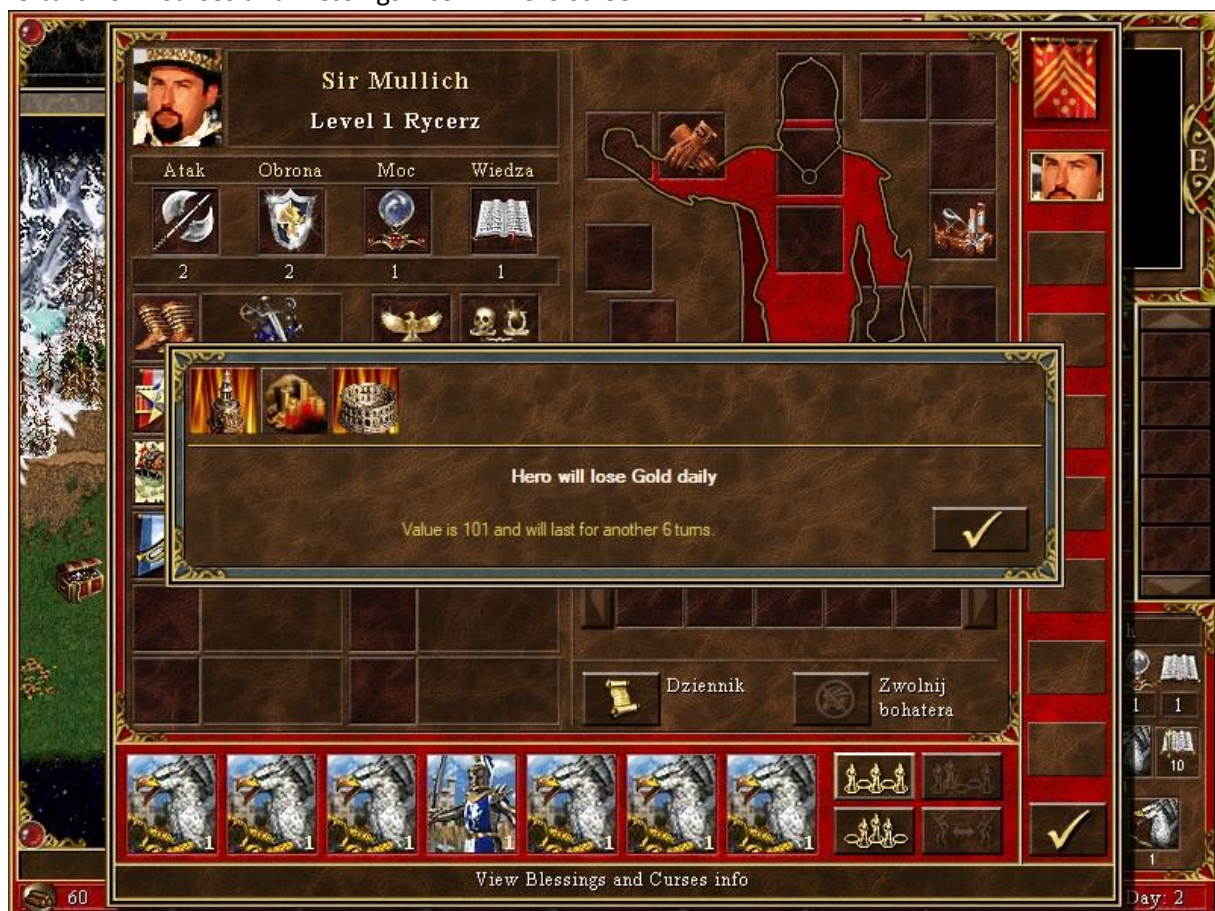 Sir Mullich
Level 1 Rycerz
Atak Obrona Moc Wiedza
2 2 1 1
E
Hero will lose Gold daily
Value is 101 and will last for another 6 turns.
Dziennik
Zwolnij
bohatera
h
1 1
10
1 1 1 1 1 1 1
1
View Blessings and Curses info
60
Day: 2